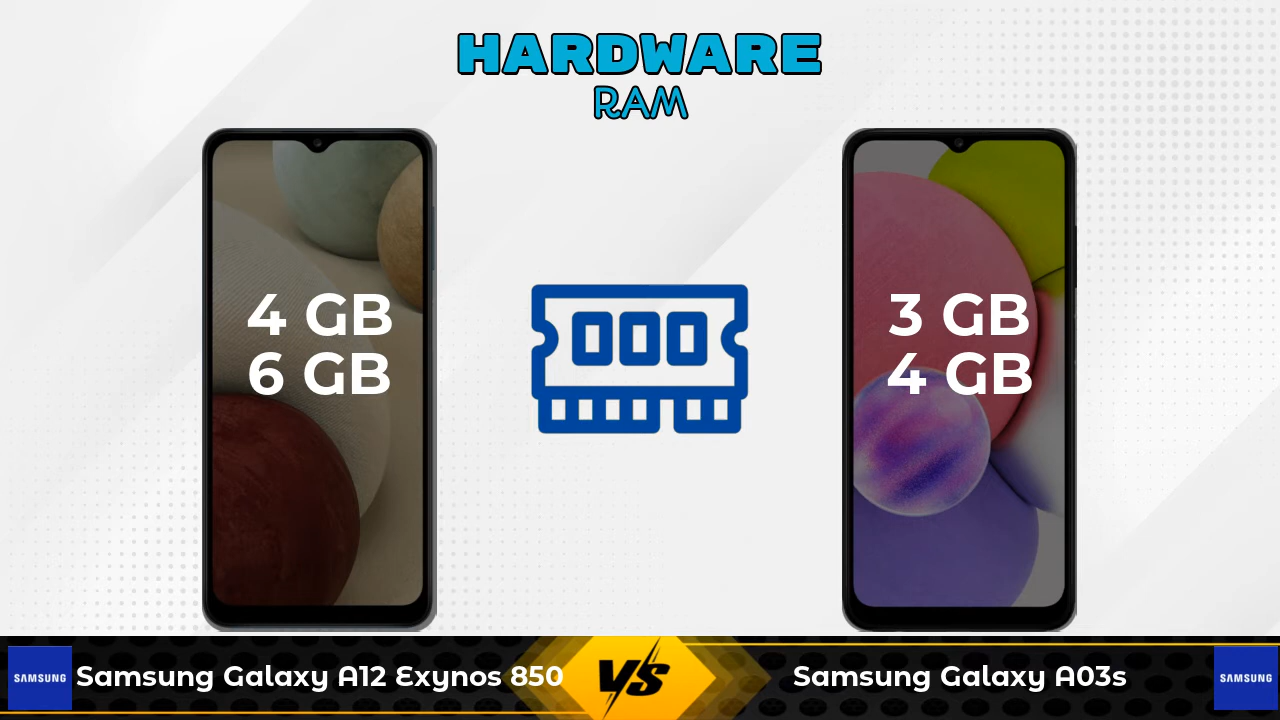 HARDWARE
RAM
4 GB
6 GB
3 GB
4 GB
SAMSUNG
Samsung Galaxy A12 Exynos 850
VS
Samsung Galaxy A03s
SAMSUNG